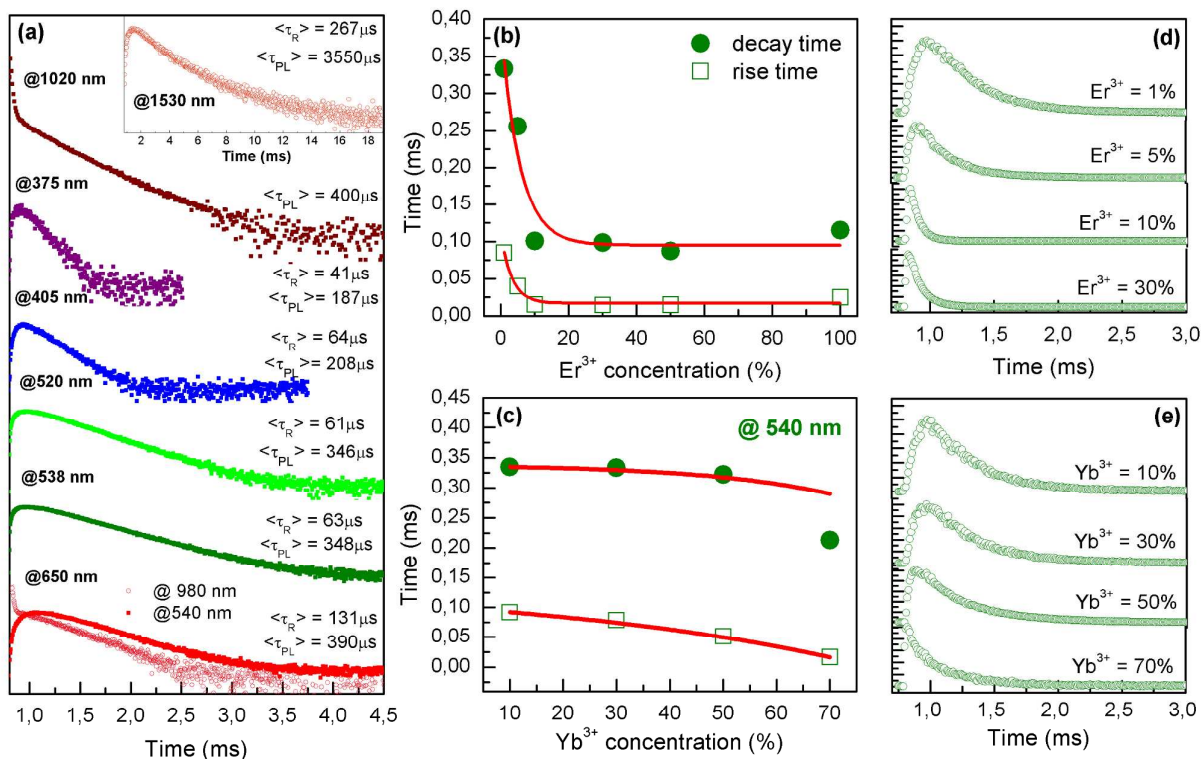 (a)
<τR> = 267μs
<τPL> = 3550μs
@1530 nm
2 4 6 8 10 12 14 16 18
Time (ms)
@1020 nm
@375 nm
<τPL> = 400μs
@405 nm
<τR> = 41μs
<τPL> = 187μs
@520 nm
<τR> = 64μs
<τPL> = 208μs
<τR> = 61μs
<τPL> = 346μs
@538 nm
<τR> = 63μs
<τPL> = 348μs
@650 nm
@ 980 nm
@540 nm
<τR> = 131μs
<τPL> = 390μs
1,0 1,5 2,0 2,5 3,0 3,5 4,0 4,5
Time (ms)
(b)
decay time
rise time
0,40
0,35
0,30
0,25
0,20
0,15
0,10
0,05
0,00
Time (ms)
0 20 40 60 80 100
Er3+ concentration (%)
(c)
@ 540 nm
0,45
0,40
0,35
0,30
0,25
0,20
0,15
0,10
0,05
0,00
Time (ms)
10 20 30 40 50 60 70
Yb3+ concentration (%)
(d)
Er3+ = 1%
Er3+ = 5%
Er3+ = 10%
Er3+ = 30%
1,0 1,5 2,0 2,5 3,0
Time (ms)
(e)
Yb3+ = 10%
Yb3+ = 30%
Yb3+ = 50%
Yb3+ = 70%
1,0 1,5 2,0 2,5 3,0
Time (ms)